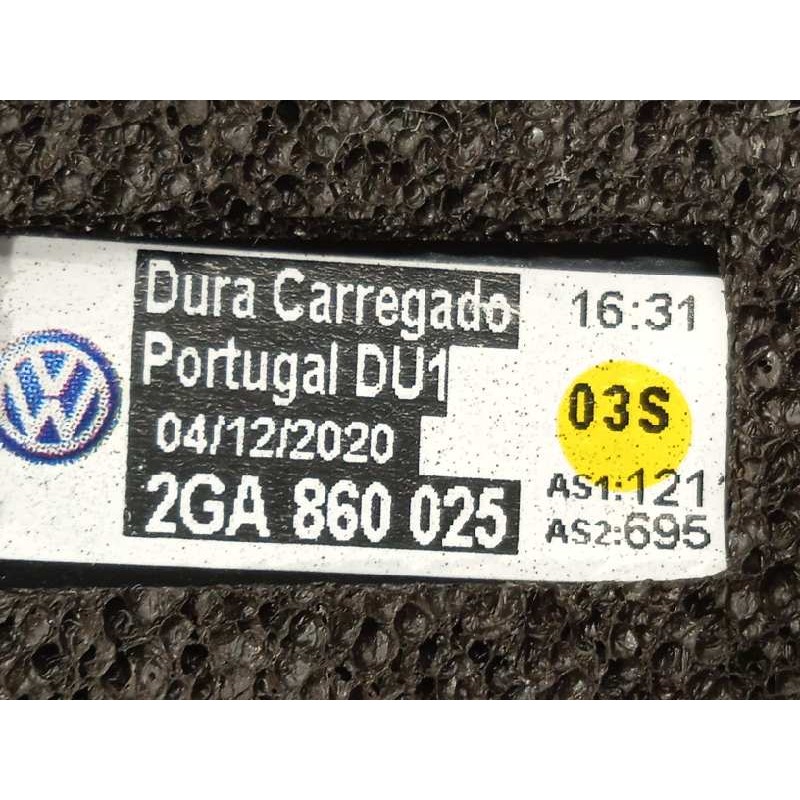 Dura Carregado
Portugal DU1
04/12/2020
2GA 860 025
16:31
03S
AS1:121
AS2:695